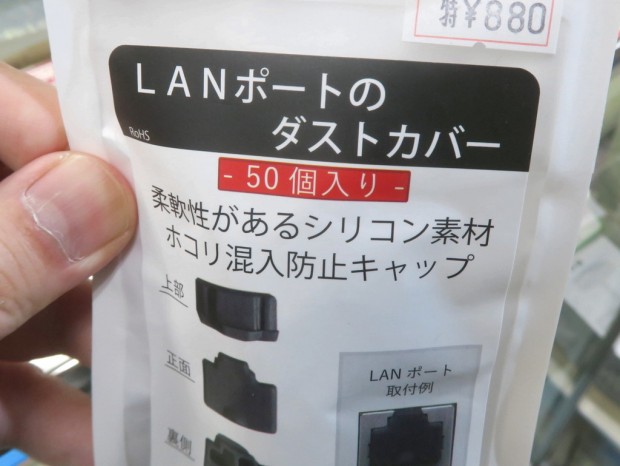 特¥880
LANポートの
ダストカバー
RoHS
- 50個入り -
柔軟性があるシリコン素材
ホコリ混入防止キャップ
上部
正面
裏側
LAN ポート
取付例